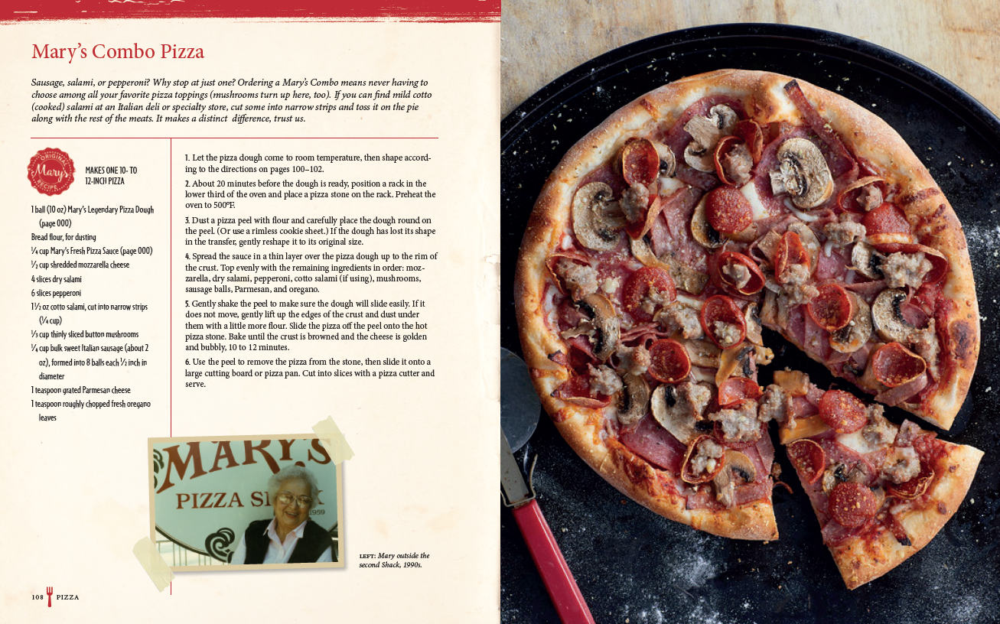 Mary’s Combo Pizza
Sausage, salami, or pepperoni? Why stop at just one? Ordering a Mary’s Combo means never having to
choose among all your favorite pizza toppings (mushrooms turn up here, too). If you can find mild cotto
(cooked) salami at an Italian deli or specialty store, cut some into narrow strips and toss it on the pie
along with the rest of the meats. It makes a distinct difference, trust us.
ORIGINAL
Mary's
RECIPE
MAKES ONE 10- TO
12-INCH PIZZA
1 ball (10 oz) Mary’s Legendary Pizza Dough
(page 000)
Bread flour, for dusting
¼ cup Mary’s Fresh Pizza Sauce (page 000)
½ cup shredded mozzarella cheese
4 slices dry salami
6 slices pepperoni
1½ oz cotto salami, cut into narrow strips
(¼ cup)
⅓ cup thinly sliced button mushrooms
¼ cup bulk sweet Italian sausage (about 2
oz), formed into 8 balls each ½ inch in
diameter
1 teaspoon grated Parmesan cheese
1 teaspoon roughly chopped fresh oregano
leaves
1. Let the pizza dough come to room temperature, then shape accord-
ing to the directions on pages 100–102.
2. About 20 minutes before the dough is ready, position a rack in the
lower third of the oven and place a pizza stone on the rack. Preheat the
oven to 500°F.
3. Dust a pizza peel with flour and carefully place the dough round on
the peel. (Or use a rimless cookie sheet.) If the dough has lost its shape
in the transfer, gently reshape it to its original size.
4. Spread the sauce in a thin layer over the pizza dough up to the rim of
the crust. Top evenly with the remaining ingredients in order: moz-
zarella, dry salami, pepperoni, cotto salami (if using), mushrooms,
sausage balls, Parmesan, and oregano.
5. Gently shake the peel to make sure the dough will slide easily. If it
does not move, gently lift up the edges of the crust and dust under
them with a little more flour. Slide the pizza off the peel onto the hot
pizza stone. Bake until the crust is browned and the cheese is golden
and bubbly, 10 to 12 minutes.
6. Use the peel to remove the pizza from the stone, then slide it onto a
large cutting board or pizza pan. Cut into slices with a pizza cutter and
serve.
MARY'S
PIZZA SH K
1959
LEFT: Mary outside the
second Shack, 1990s.
108 PIZZA